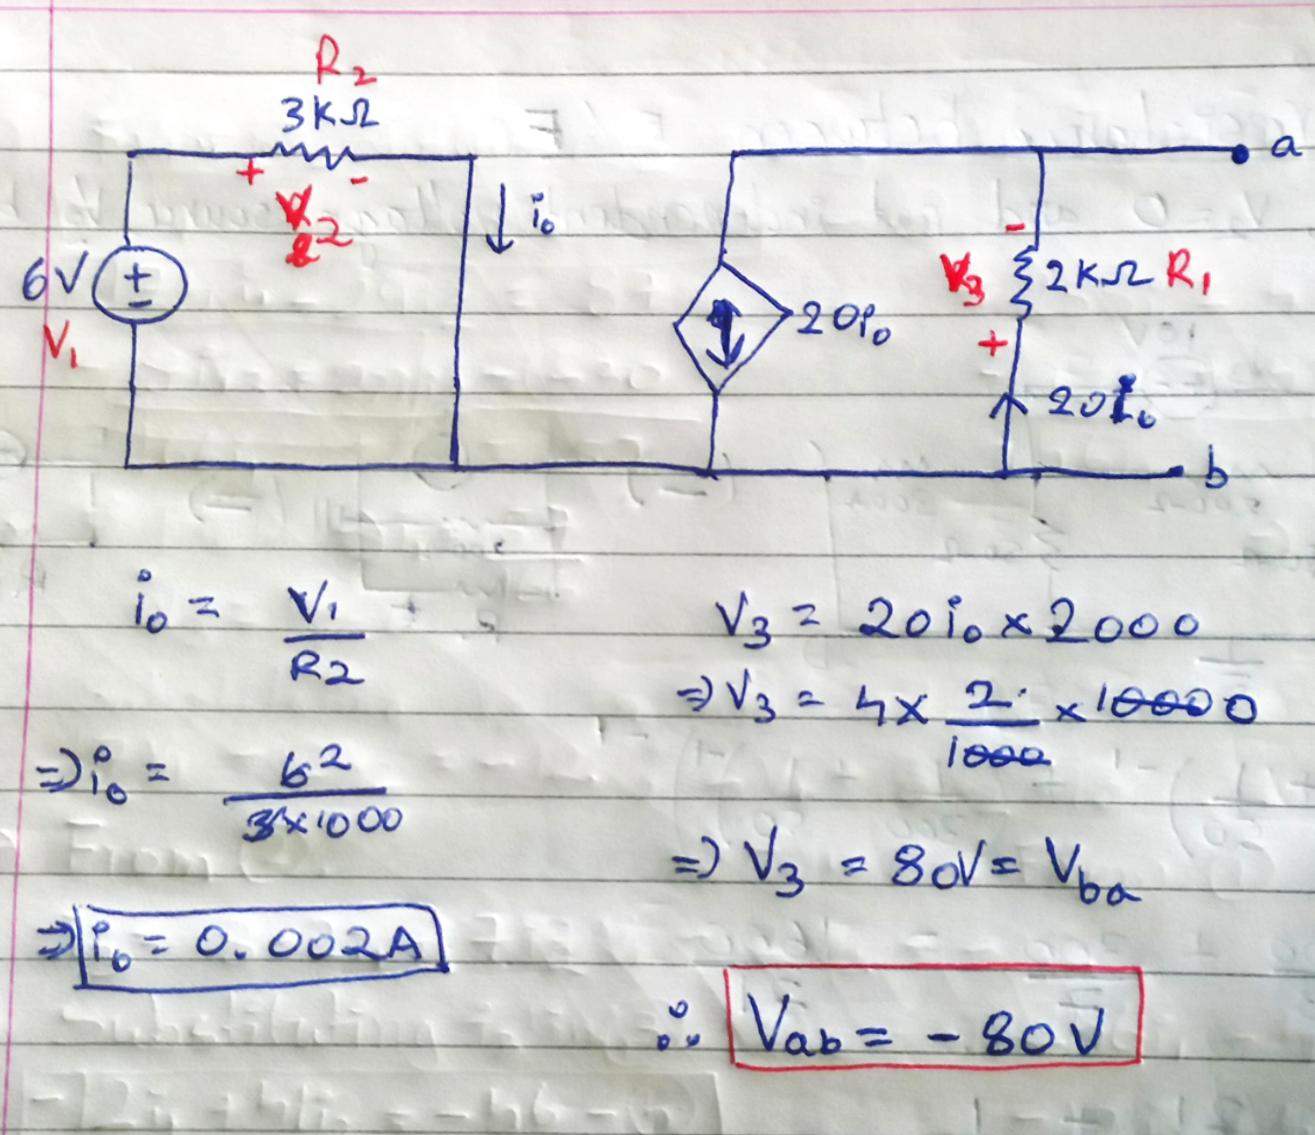 R₂
3KΩ
+ -
V₂
i₀
6V
+
-
V₁
20i₀
a
-
V₃ 2KΩ R₁
+
20i₀
b
i₀ = V₁ / R2
V₃ = 20i₀ × 2000
⇒ V₃ = 4 × 2 / 1000 × 10000
⇒ i₀ = 6 2 / 3×1000
⇒ V₃ = 80V = Vba
⇒ i₀ = 0.002A
∴ Vab = - 80V